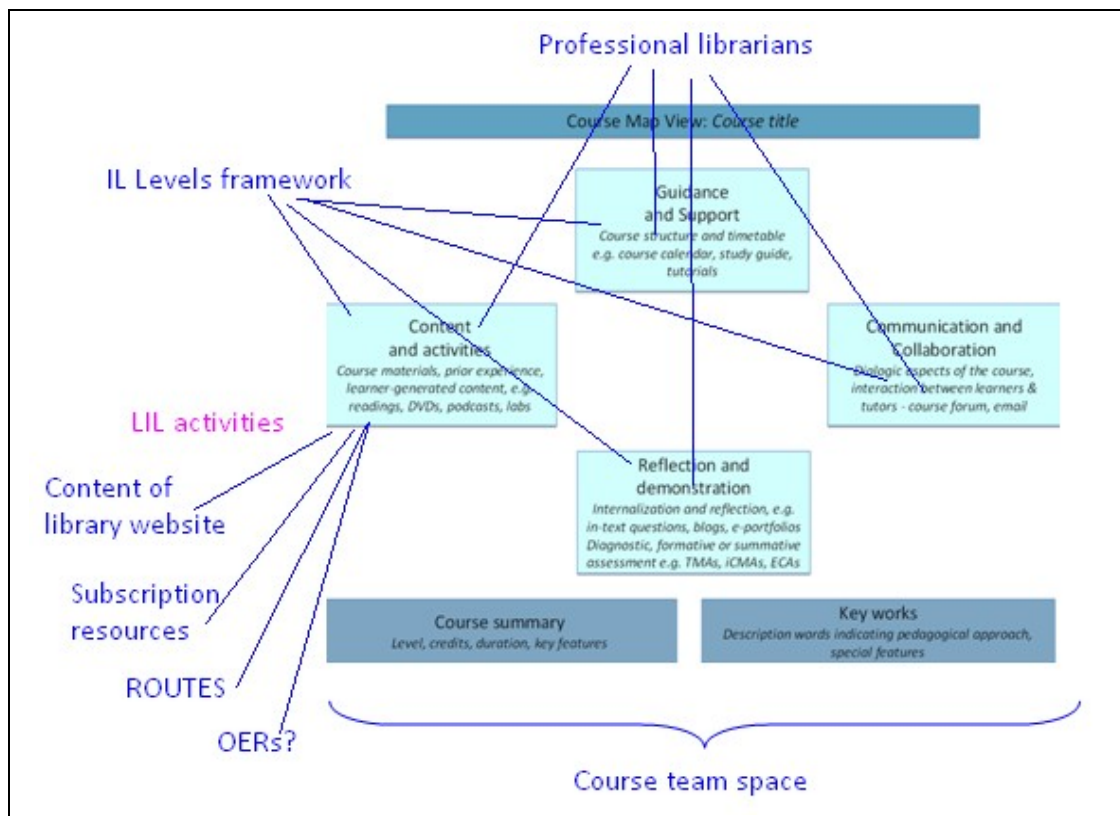 Professional librarians
Course Map View: Course title
IL Levels framework
Guidance
and Support
Course structure and timetable
e.g. course calendar, study guide,
tutorials
Content
and activities
Course materials, prior experience,
learner-generated content, e.g.
readings, DVDs, podcasts, labs
Communication and
Collaboration
Dialogic aspects of the course,
interaction between learners &
tutors - course forum, email
LIL activities
Content of
library website
Reflection and
demonstration
Internalization and reflection, e.g.
in-text questions, blogs, e-portfolios
Diagnostic, formative or summative
assessment e.g. TMAs, iCMAs, ECAs
Subscription
resources
Course summary
Level, credits, duration, key features
Key works
Description words indicating pedagogical approach,
special features
ROUTES
OERs?
Course team space